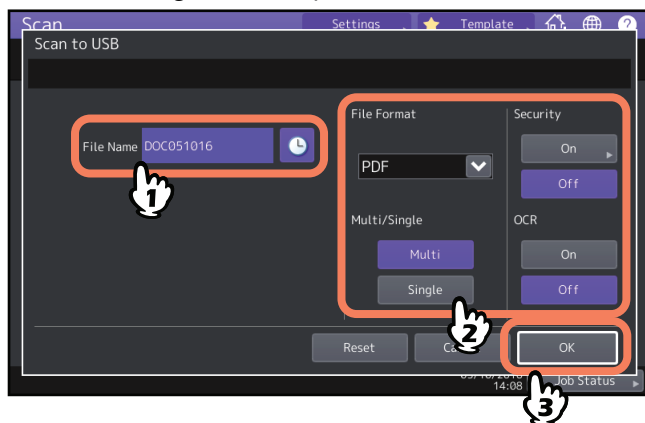 Scan
Settings
Template
?
Scan to USB
File Name DOC051016
File Format
PDF
Multi/Single
Multi
Single
Security
On
Off
OCR
On
Off
Reset
OK
14:08
Job Status
1
2
3